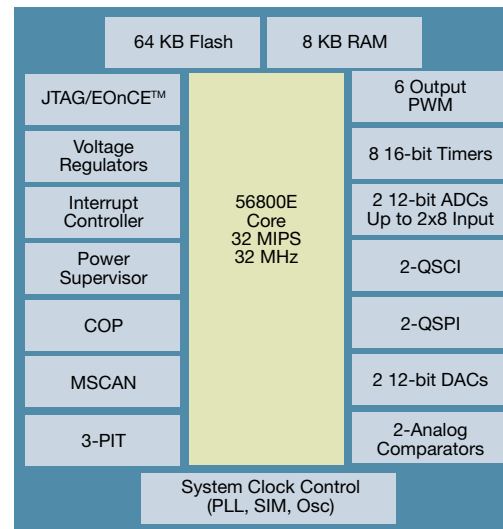 64 KB Flash
8 KB RAM
JTAG/EOnCE™
Voltage
Regulators
Interrupt
Controller
Power
Supervisor
COP
MSCAN
3-PIT
56800E
Core
32 MIPS
32 MHz
6 Output
PWM
8 16-bit Timers
2 12-bit ADCs
Up to 2x8 Input
2-QSCI
2-QSPI
2 12-bit DACs
2-Analog
Comparators
System Clock Control
(PLL, SIM, Osc)